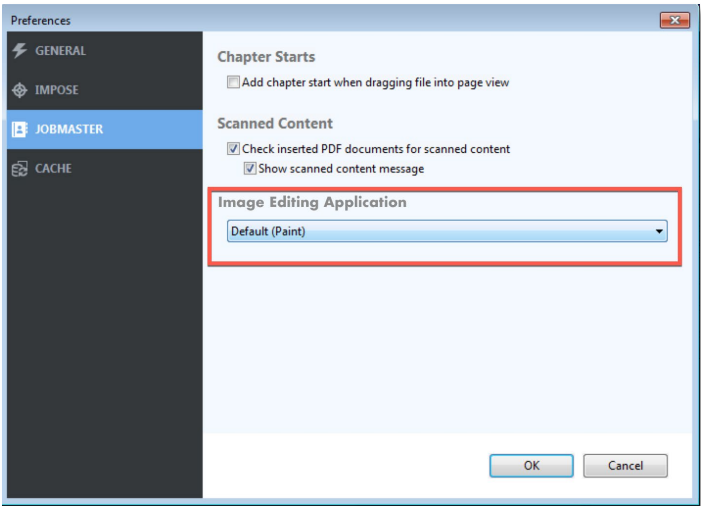 Preferences
GENERAL
IMPOSE
JOBMASTER
CACHE
Chapter Starts
Add chapter start when dragging file into page view
Scanned Content
Check inserted PDF documents for scanned content
Show scanned content message
Image Editing Application
Default (Paint)
OK
Cancel